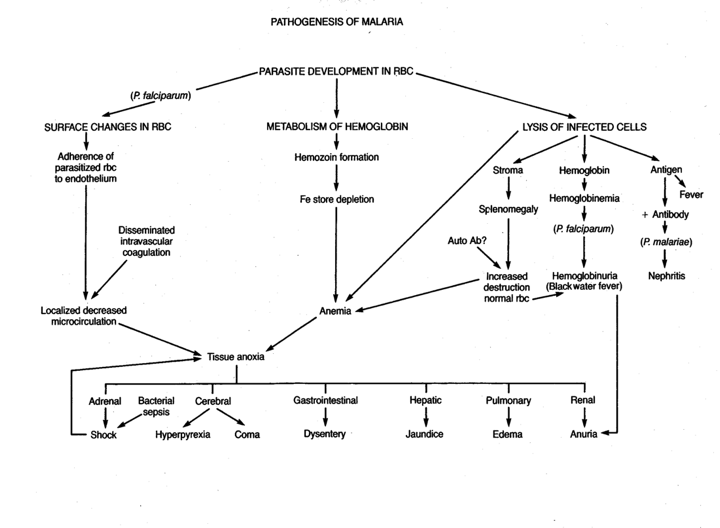 PATHOGENESIS OF MALARIA
PARASITE DEVELOPMENT IN RBC
(P. falciparum)
SURFACE CHANGES IN RBC
METABOLISM OF HEMOGLOBIN
LYSIS OF INFECTED CELLS
Adherence of
parasitized rbc
to endothelium
Hemozoin formation
Stroma
Hemoglobin
Antigen
Fever
Fe store depletion
Splenomegaly
Hemoglobinemia
+ Antibody
Disseminated
intravascular
coagulation
(P. falciparum)
Auto Ab?
(P. malariae)
Increased
destruction
normal rbc
Hemoglobinuria
(Blackwater fever)
Nephritis
Localized decreased
microcirculation
Anemia
Tissue anoxia
Adrenal
Bacterial
sepsis
Cerebral
Gastrointestinal
Hepatic
Pulmonary
Renal
Shock
Hyperpyrexia
Coma
Dysentery
Jaundice
Edema
Anuria